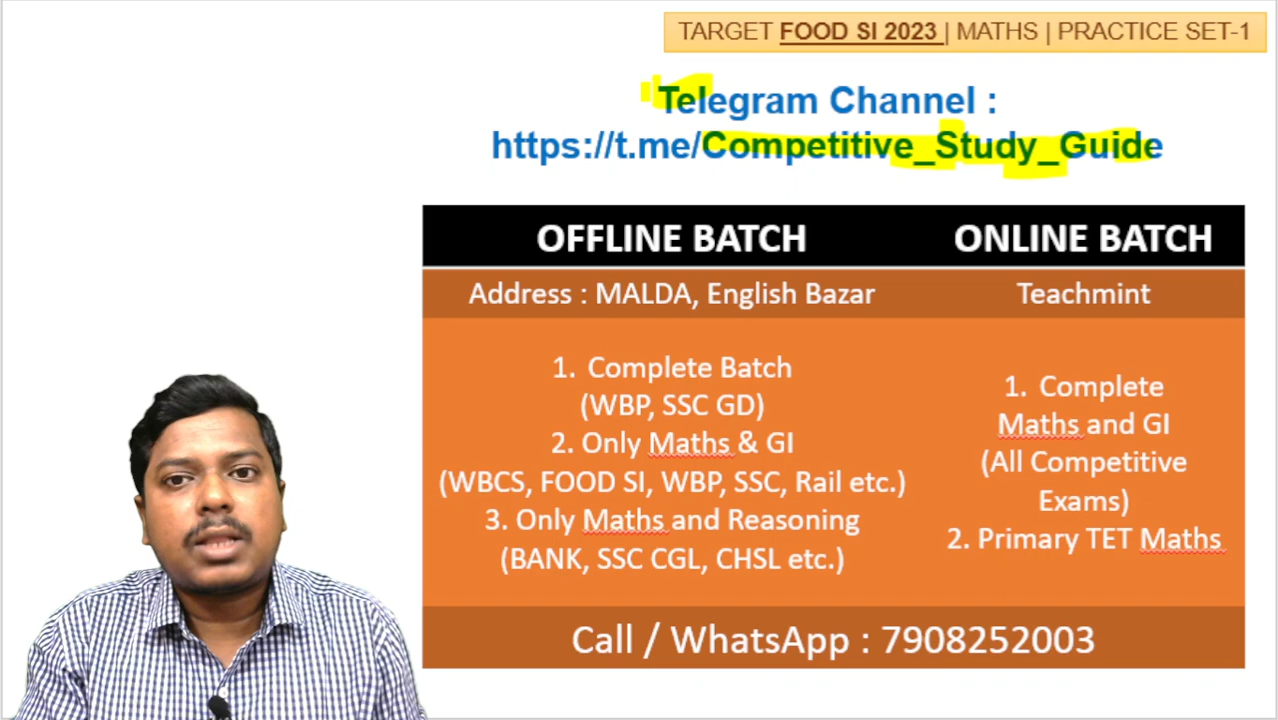 TARGET FOOD SI 2023 | MATHS | PRACTICE SET-1
Telegram Channel :
https://t.me/Competitive_Study_Guide
OFFLINE BATCH
ONLINE BATCH
Address : MALDA, English Bazar
Teachmint
1. Complete Batch
(WBP, SSC GD)
2. Only Maths & GI
(WBCS, FOOD SI, WBP, SSC, Rail etc.)
3. Only Maths and Reasoning
(BANK, SSC CGL, CHSL etc.)
1. Complete
Maths and GI
(All Competitive
Exams)
2. Primary TET Maths
Call / WhatsApp : 7908252003